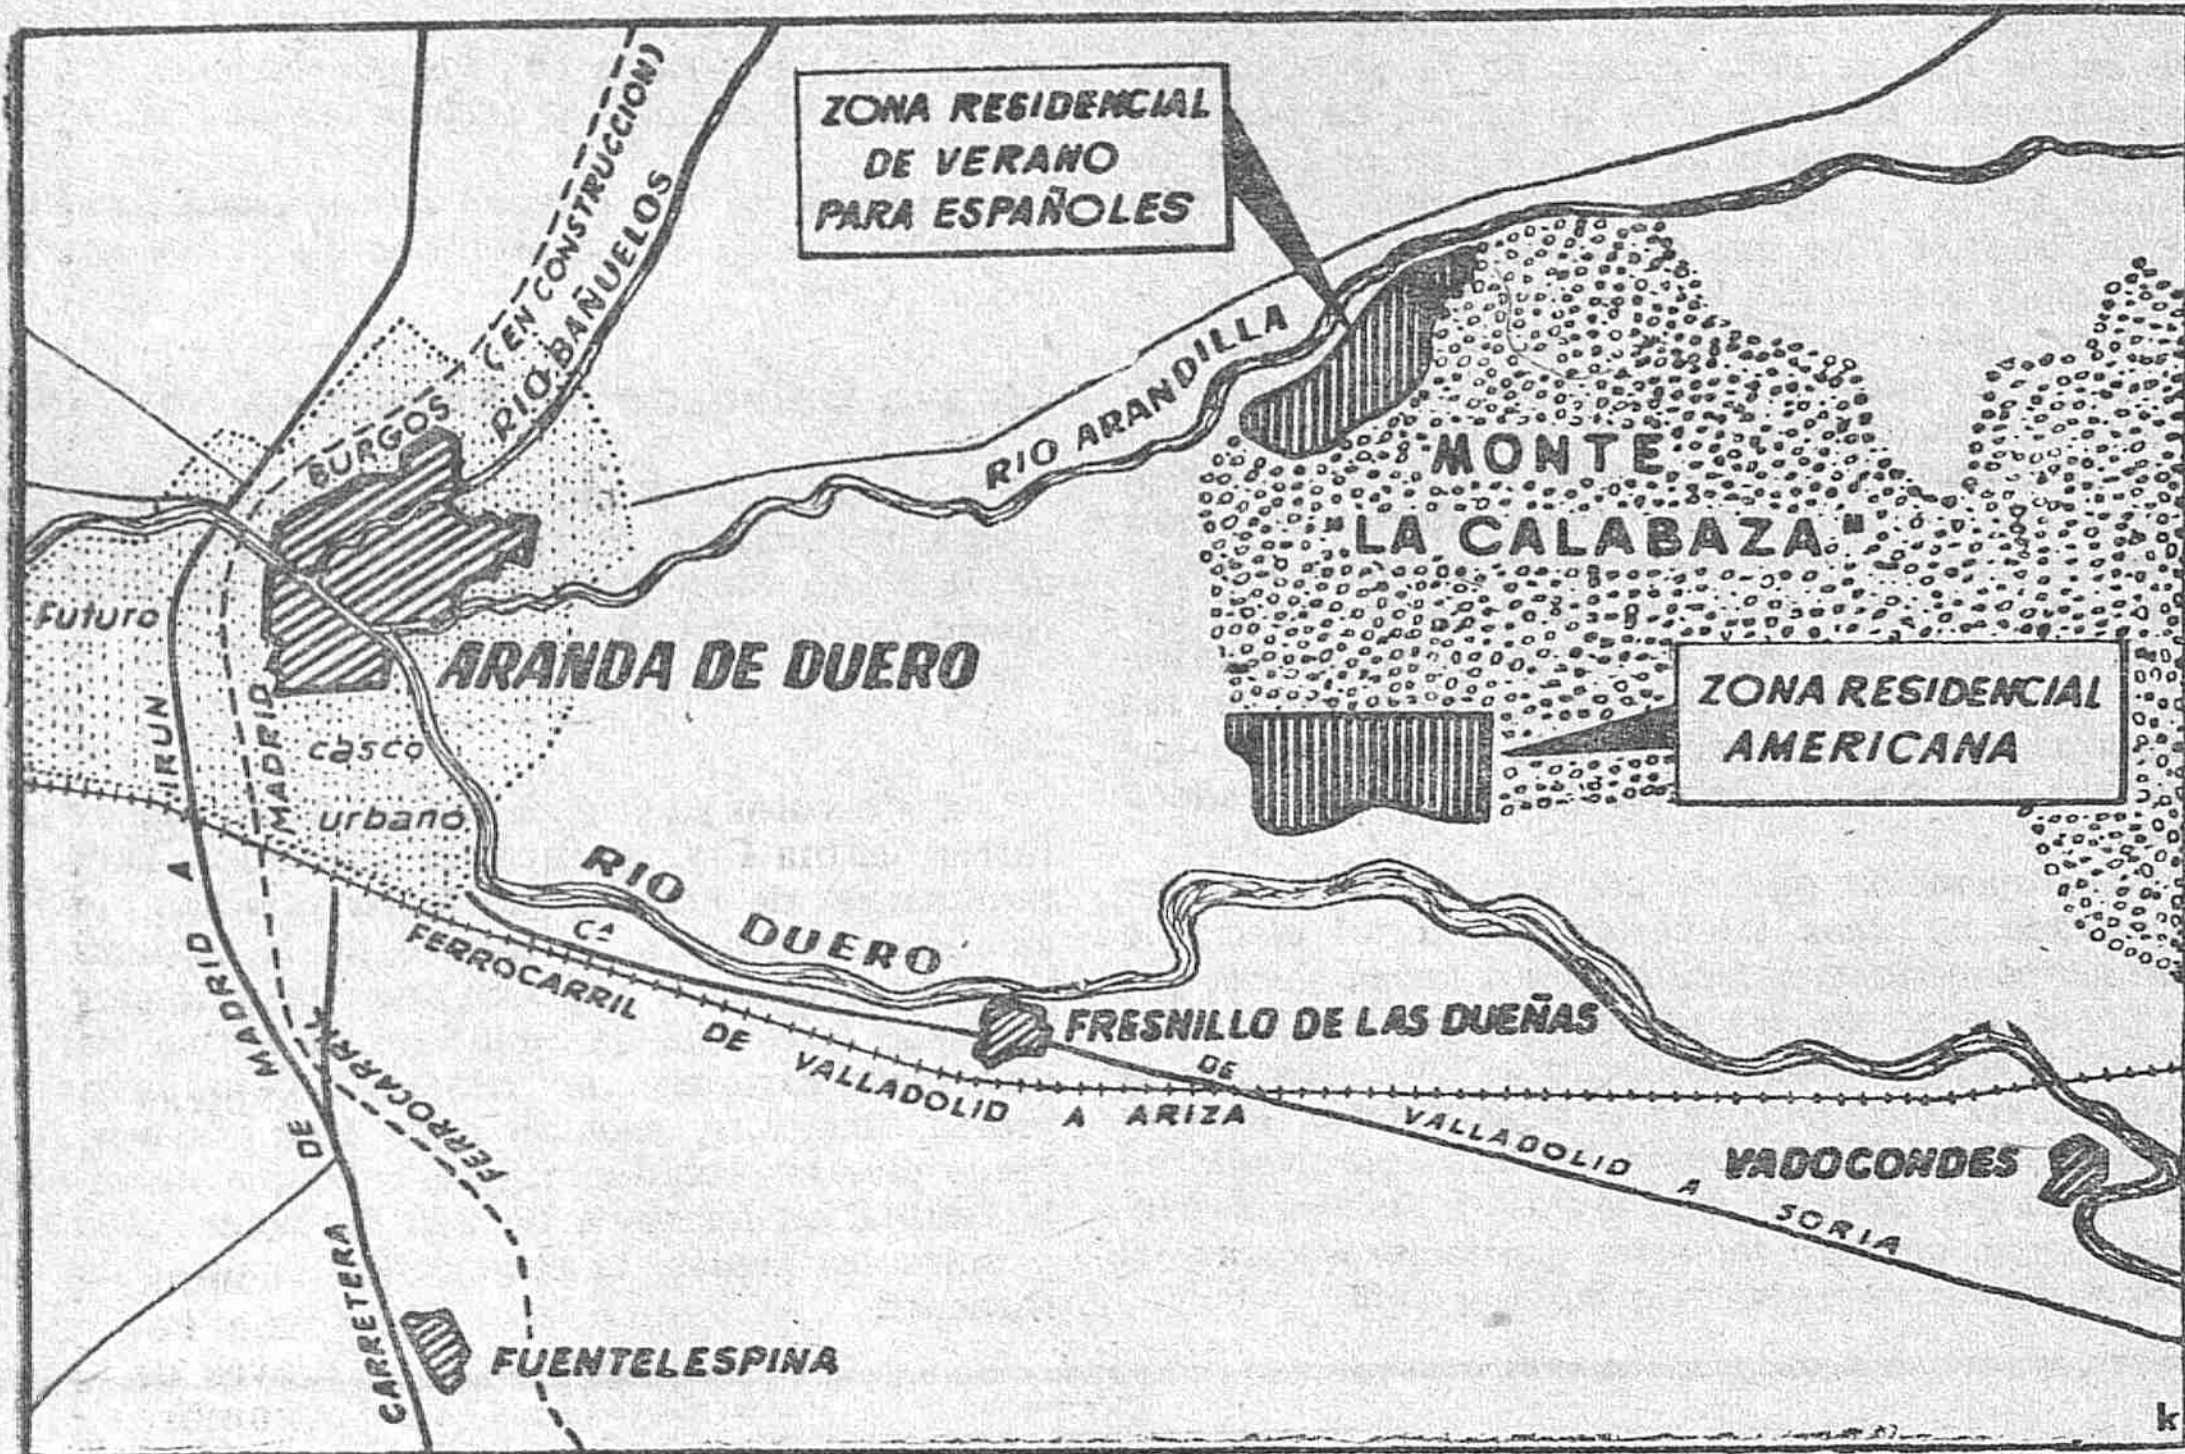 ZONA RESIDENCIAL
DE VERANO
PARA ESPAÑOLES
FERROCARRIL MADRID BURGOS (EN CONSTRUCCION)
RIO BAÑUELOS
RIO ARANDILLA
MONTE
"LA CALABAZA"
Futuro
casco
urbano
ARANDA DE DUERO
ZONA RESIDENCIAL
AMERICANA
CARRETERA DE MADRID A IRUN
RIO DUERO
Cª DE VALLADOLID A SORIA
FERROCARRIL DE VALLADOLID A ARIZA
FRESNILLO DE LAS DUEÑAS
VADOCONDES
FUENTELESPINA
k